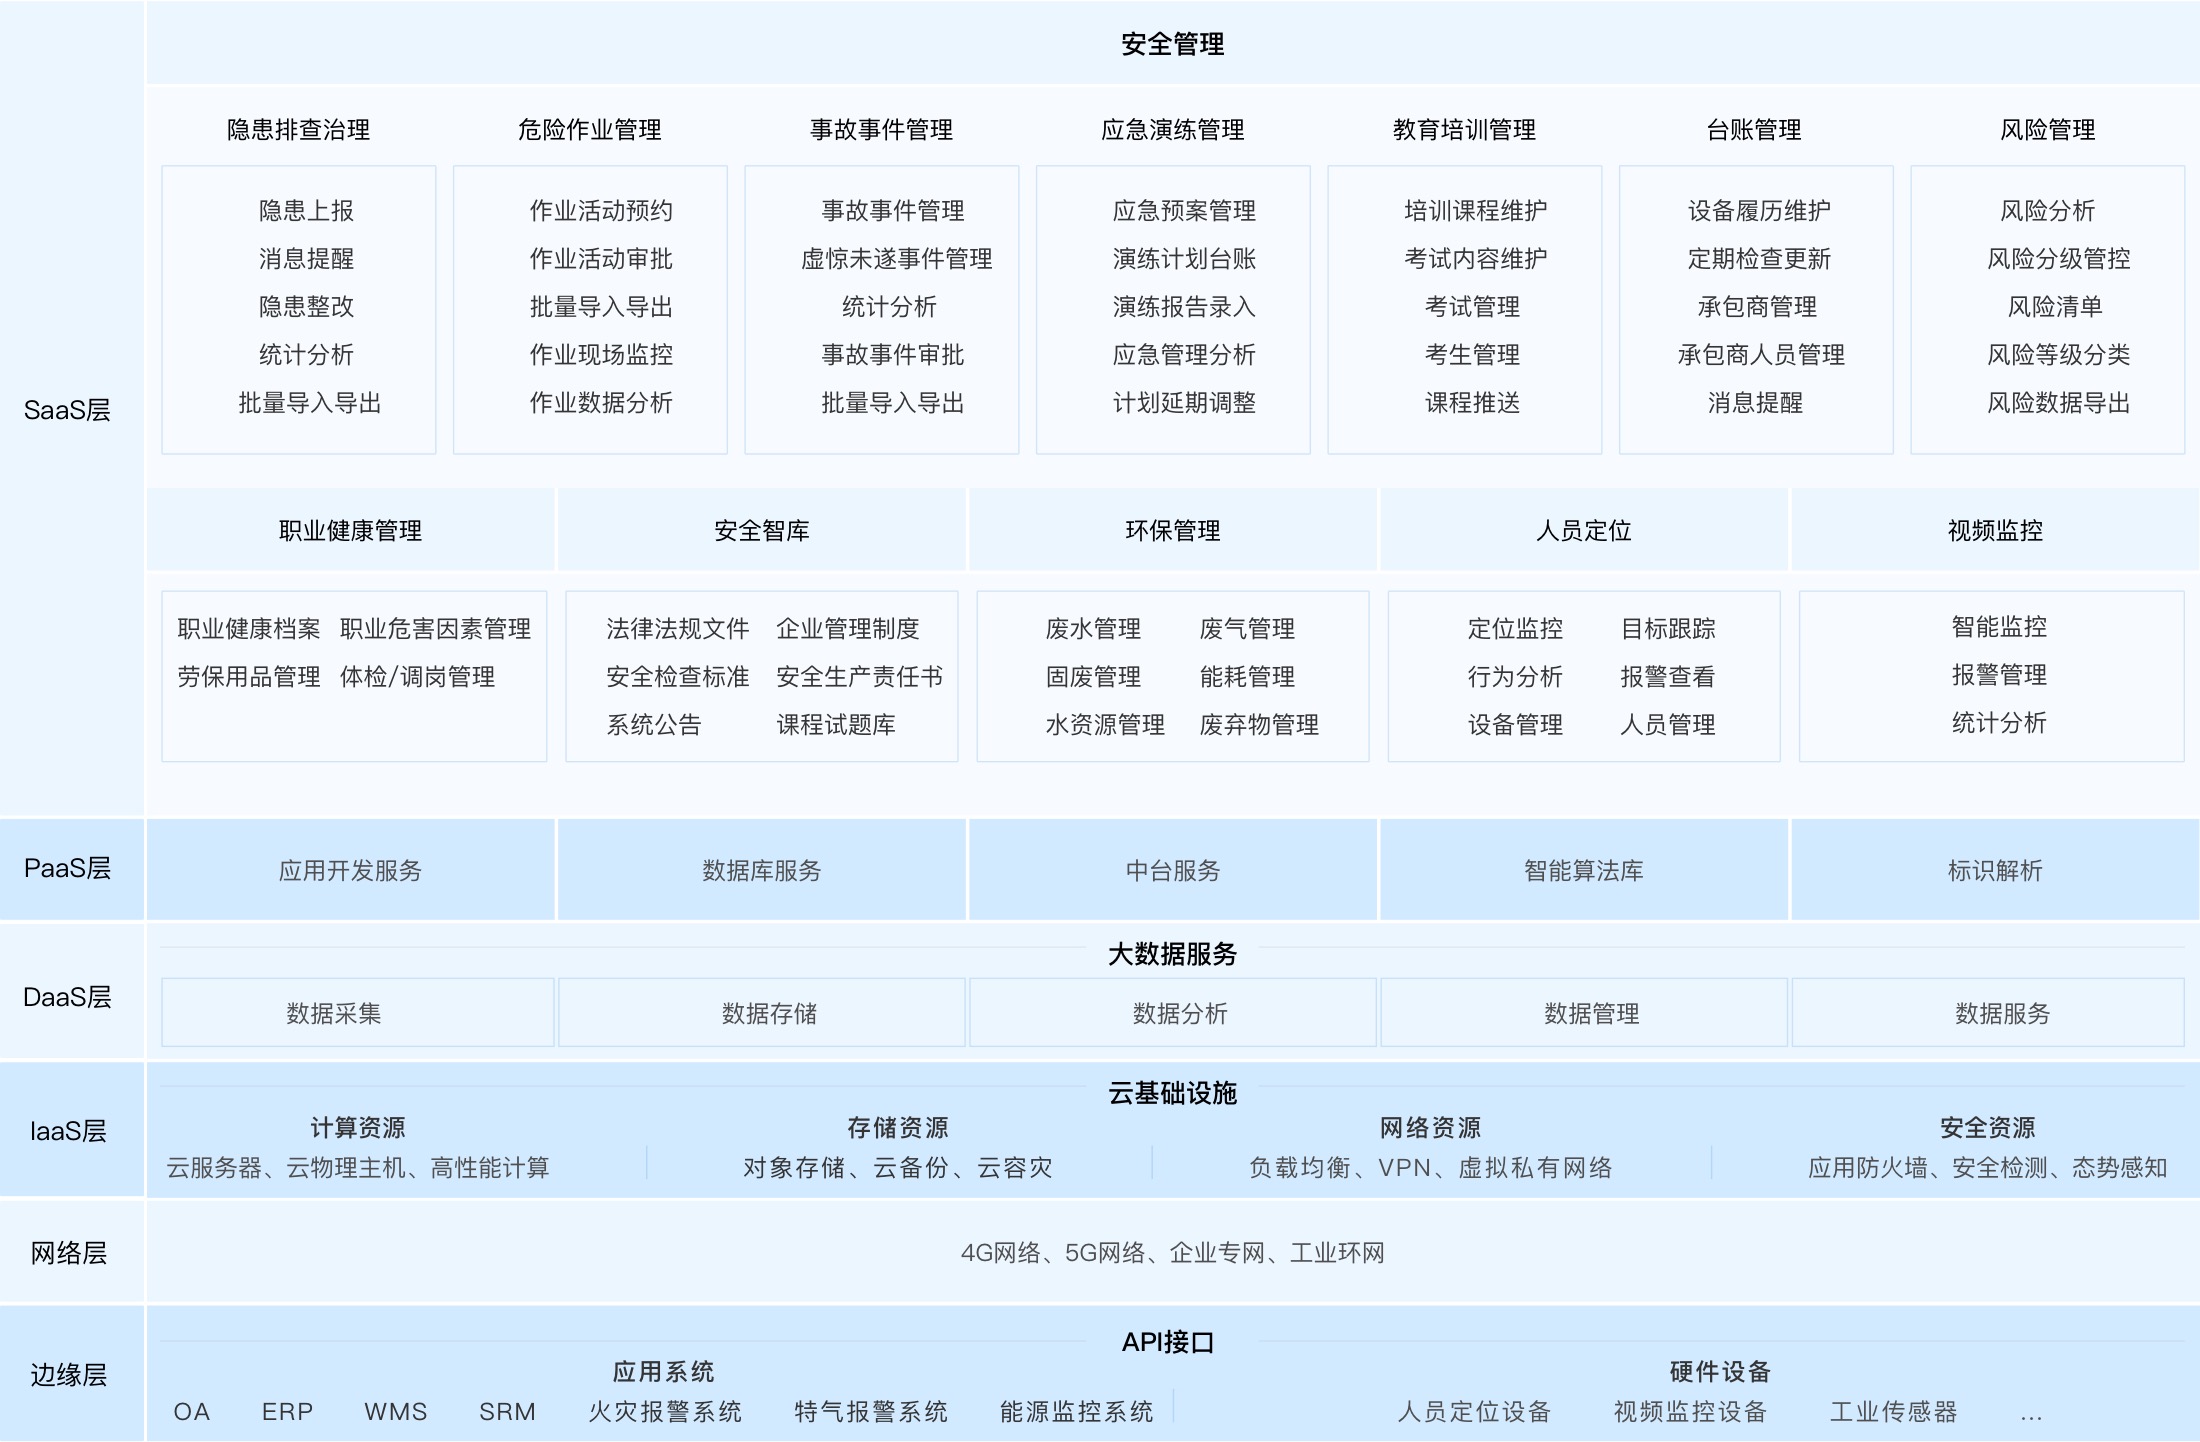 安全管理
隐患排查治理 危险作业管理 事故事件管理 应急演练管理 教育培训管理 台账管理 风险管理
隐患上报 作业活动预约 事故事件管理 应急预案管理 培训课程维护 设备履历维护 风险分析
消息提醒 作业活动审批 虚惊未遂事件管理 演练计划台账 考试内容维护 定期检查更新 风险分级管控
隐患整改 批量导入导出 统计分析 演练报告录入 考试管理 承包商管理 风险清单
统计分析 作业现场监控 事故事件审批 应急管理分析 考生管理 承包商人员管理 风险等级分类
批量导入导出 作业数据分析 批量导入导出 计划延期调整 课程推送 消息提醒 风险数据导出
SaaS层
职业健康管理 安全智库 环保管理 人员定位 视频监控
职业健康档案 职业危害因素管理 法律法规文件 企业管理制度 废水管理 废气管理 定位监控 目标跟踪 智能监控
劳保用品管理 体检/调岗管理 安全检查标准 安全生产责任书 固废管理 能耗管理 行为分析 报警查看 报警管理
系统公告 课程试题库 水资源管理 废弃物管理 设备管理 人员管理 统计分析
PaaS层 应用开发服务 数据库服务 中台服务 智能算法库 标识解析
大数据服务
DaaS层 数据采集 数据存储 数据分析 数据管理 数据服务
云基础设施
IaaS层 计算资源 存储资源 网络资源 安全资源
云服务器、云物理主机、高性能计算 对象存储、云备份、云容灾 负载均衡、VPN、虚拟私有网络 应用防火墙、安全检测、态势感知
网络层 4G网络、5G网络、企业专网、工业环网
API接口
边缘层 应用系统 硬件设备
OA ERP WMS SRM 火灾报警系统 特气报警系统 能源监控系统 人员定位设备 视频监控设备 工业传感器 ...